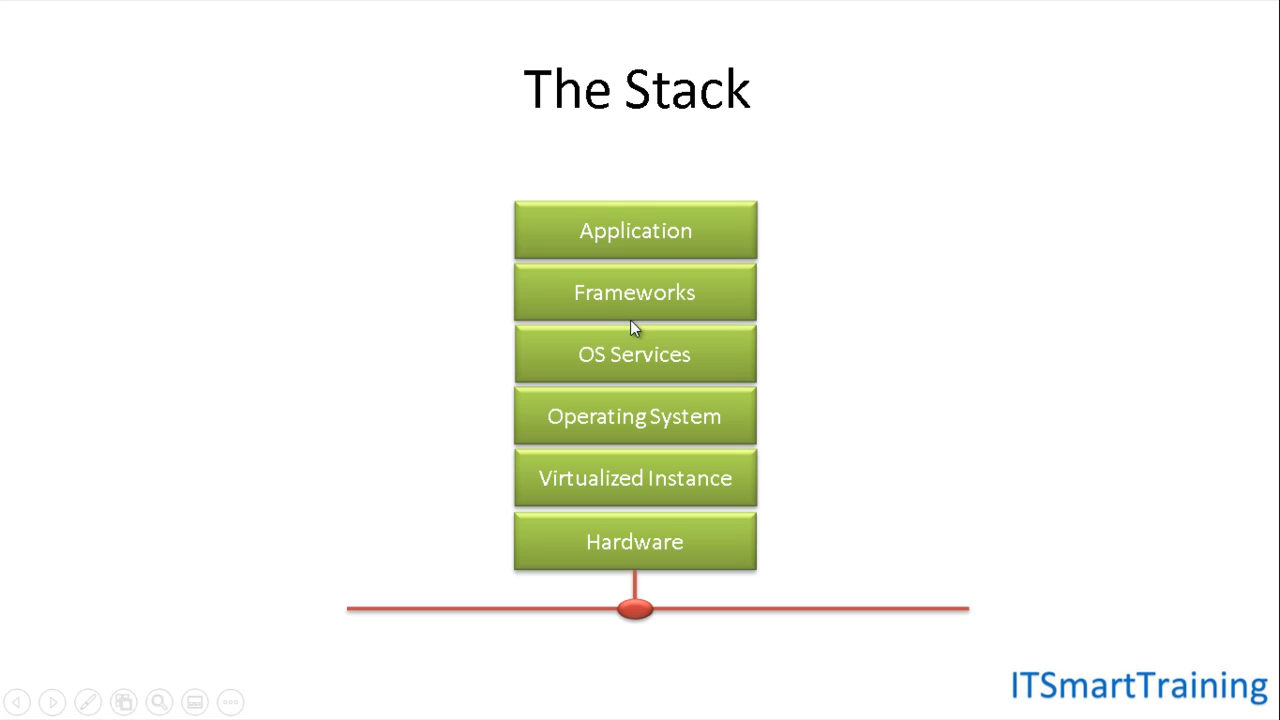 The Stack
Application
Frameworks
OS Services
Operating System
Virtualized Instance
Hardware
ITSmartTraining